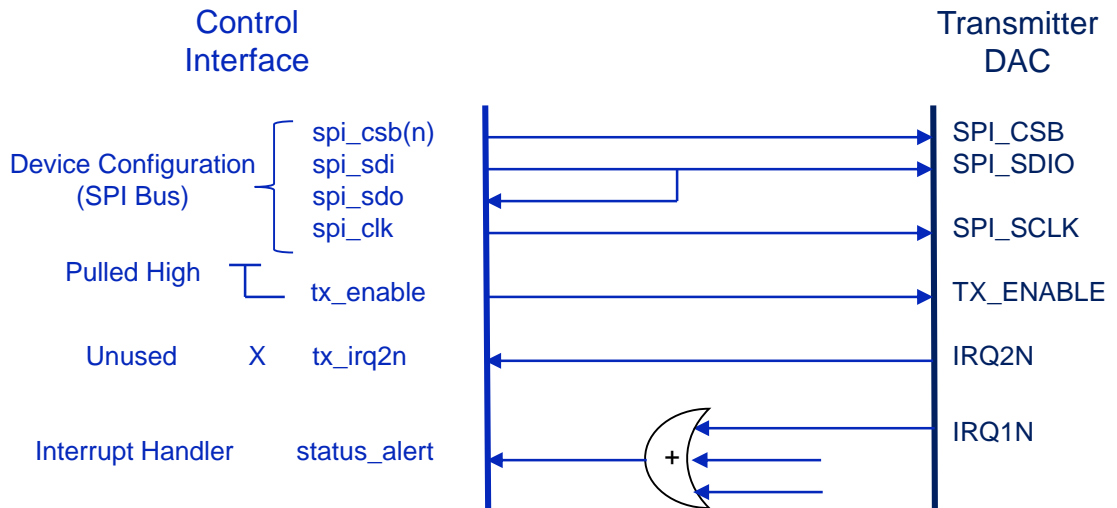 Control
Interface
Transmitter
DAC
Device Configuration
(SPI Bus)
spi_csb(n)
SPI_CSB
spi_sdi
SPI_SDIO
spi_sdo
spi_clk
SPI_SCLK
Pulled High
tx_enable
TX_ENABLE
Unused X tx_irq2n
IRQ2N
IRQ1N
Interrupt Handler status_alert
+